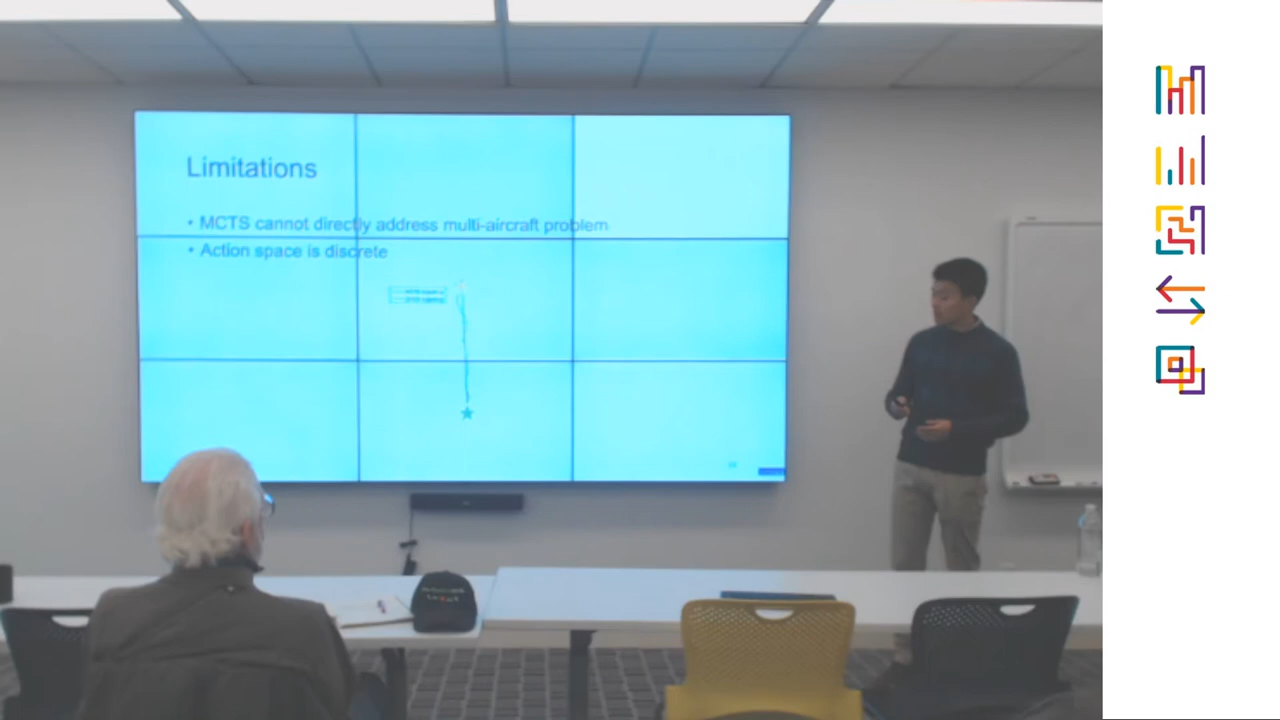 Limitations
• MCTS cannot directly address multi-aircraft problem
• Action space is discrete